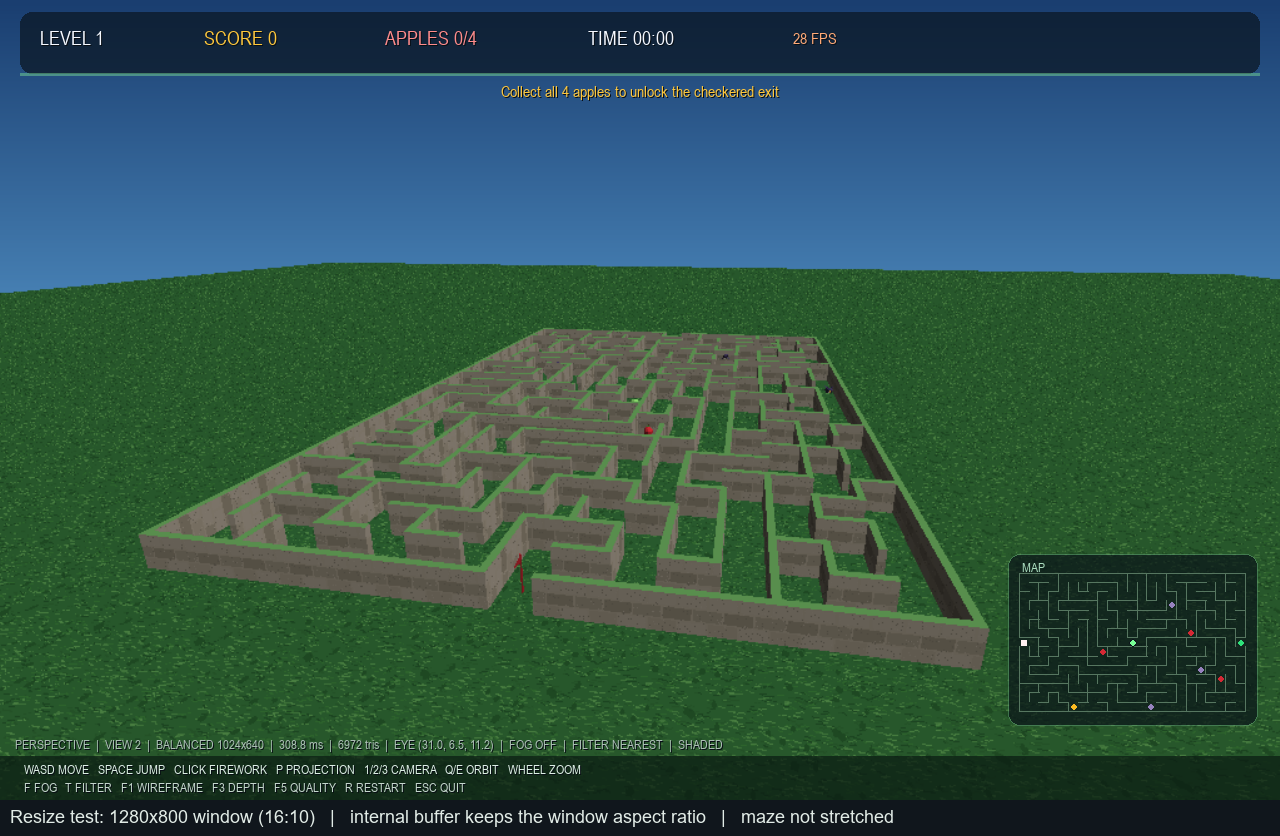 LEVEL 1 SCORE 0 APPLES 0/4 TIME 00:00 28 FPS
Collect all 4 apples to unlock the checkered exit
MAP
PERSPECTIVE | VIEW 2 | BALANCED 1024x640 | 308.8 ms | 6972 tris | EYE (31.0, 6.5, 11.2) | FOG OFF | FILTER NEAREST | SHADED
WASD MOVE SPACE JUMP CLICK FIREWORK P PROJECTION 1/2/3 CAMERA Q/E ORBIT WHEEL ZOOM
F FOG T FILTER F1 WIREFRAME F3 DEPTH F5 QUALITY R RESTART ESC QUIT
Resize test: 1280x800 window (16:10) | internal buffer keeps the window aspect ratio | maze not stretched